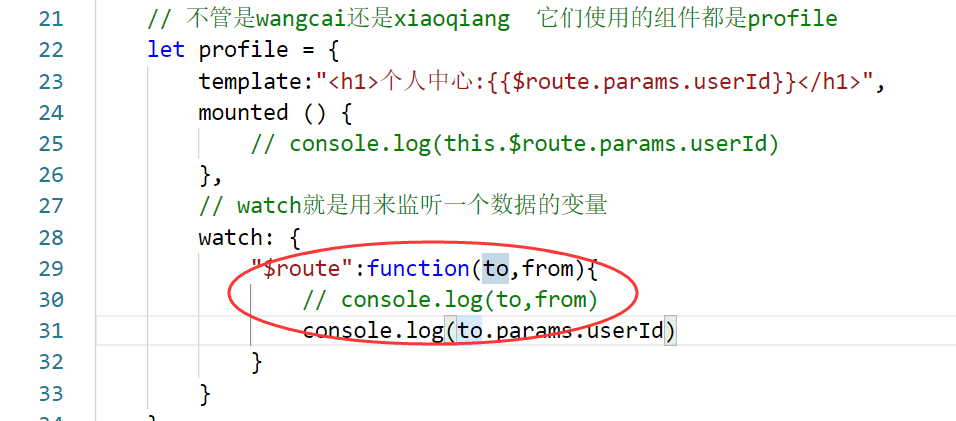 21 // 不管是wangcai还是xiaoqiang 它们使用的组件都是profile
22 let profile = {
23 template:"<h1>个人中心:{{$route.params.userId}}</h1>",
24 mounted () {
25 // console.log(this.$route.params.userId)
26 },
27 // watch就是用来监听一个数据的变量
28 watch: {
29 "$route":function(to,from){
30 // console.log(to,from)
31 console.log(to.params.userId)
32 }
33 }